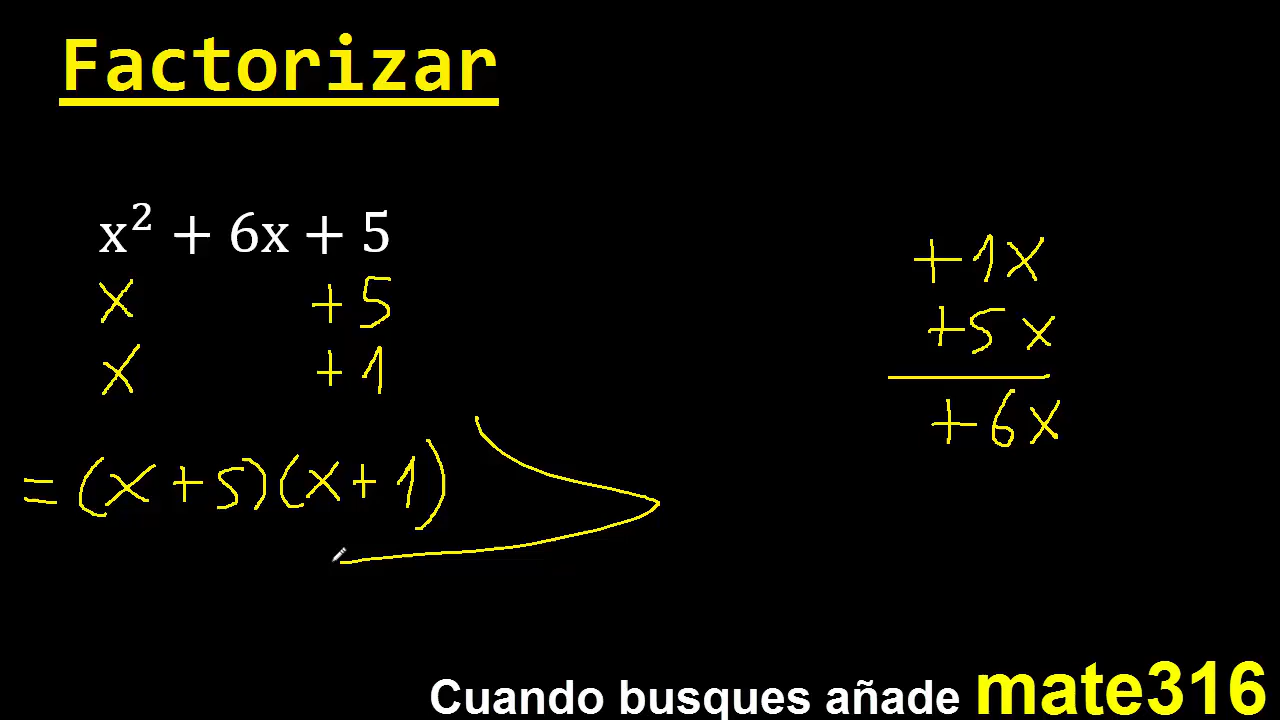 Factorizar
x² + 6x + 5
x +5
x +1
= (x +5)(x + 1)
+1x
+5x
+6x
Cuando busques añade mate316